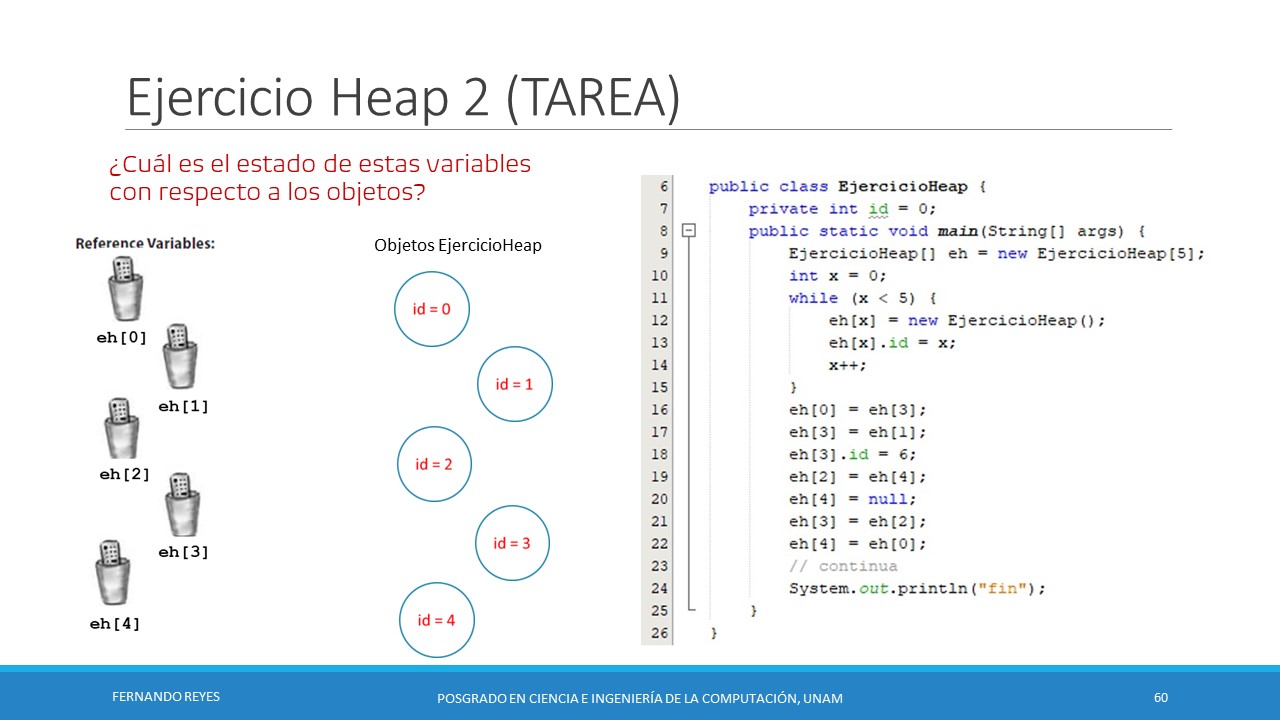 Ejercicio Heap 2 (TAREA)
¿Cuál es el estado de estas variables
con respecto a los objetos?
Reference Variables:
eh[0]
eh[1]
eh[2]
eh[3]
eh[4]
Objetos EjercicioHeap
id = 0
id = 1
id = 2
id = 3
id = 4
6 public class EjercicioHeap {
7 private int id = 0;
8 public static void main(String[] args) {
9 EjercicioHeap[] eh = new EjercicioHeap[5];
10 int x = 0;
11 while (x < 5) {
12 eh[x] = new EjercicioHeap();
13 eh[x].id = x;
14 x++;
15 }
16 eh[0] = eh[3];
17 eh[3] = eh[1];
18 eh[3].id = 6;
19 eh[2] = eh[4];
20 eh[4] = null;
21 eh[3] = eh[2];
22 eh[4] = eh[0];
23 // continua
24 System.out.println("fin");
25 }
26 }
FERNANDO REYES
POSGRADO EN CIENCIA E INGENIERÍA DE LA COMPUTACIÓN, UNAM
60